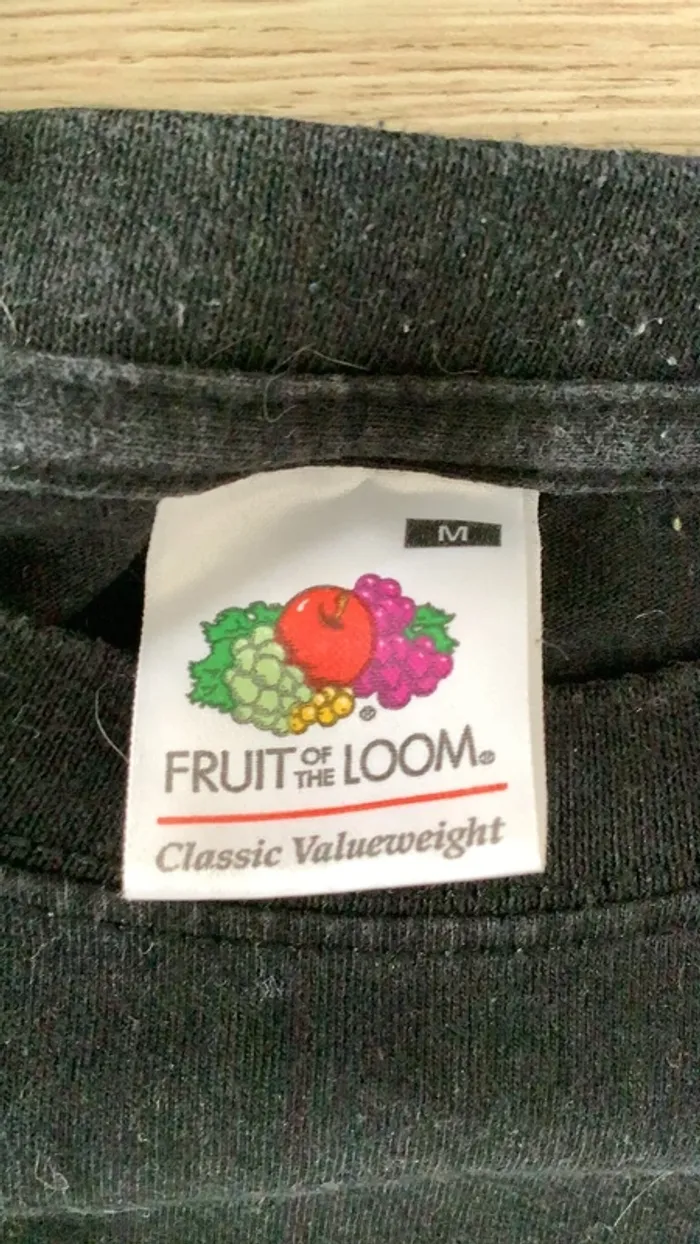 M
FRUIT OF THE LOOM®
Classic Valueweight